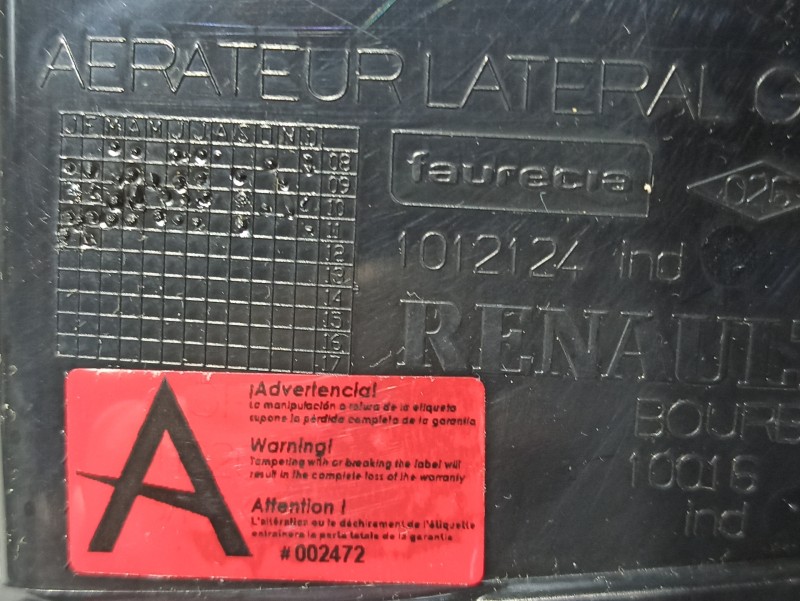 AERATEUR LATERAL G
J F M A M J J A S O N D
08
09
10
11
12
13
14
15
16
17
faurecia
1012124 ind
RENAULT
BOURB
10016
ind
A
¡Advertencia!
La manipulación o rotura de la etiqueta
supone la pérdida completa de la garantía
Warning!
Tampering with or breaking the label will
result in the complete loss of the warranty
Attention !
L'altération ou le déchirement de l'étiquette
entraînera la perte totale de la garantie
#002472